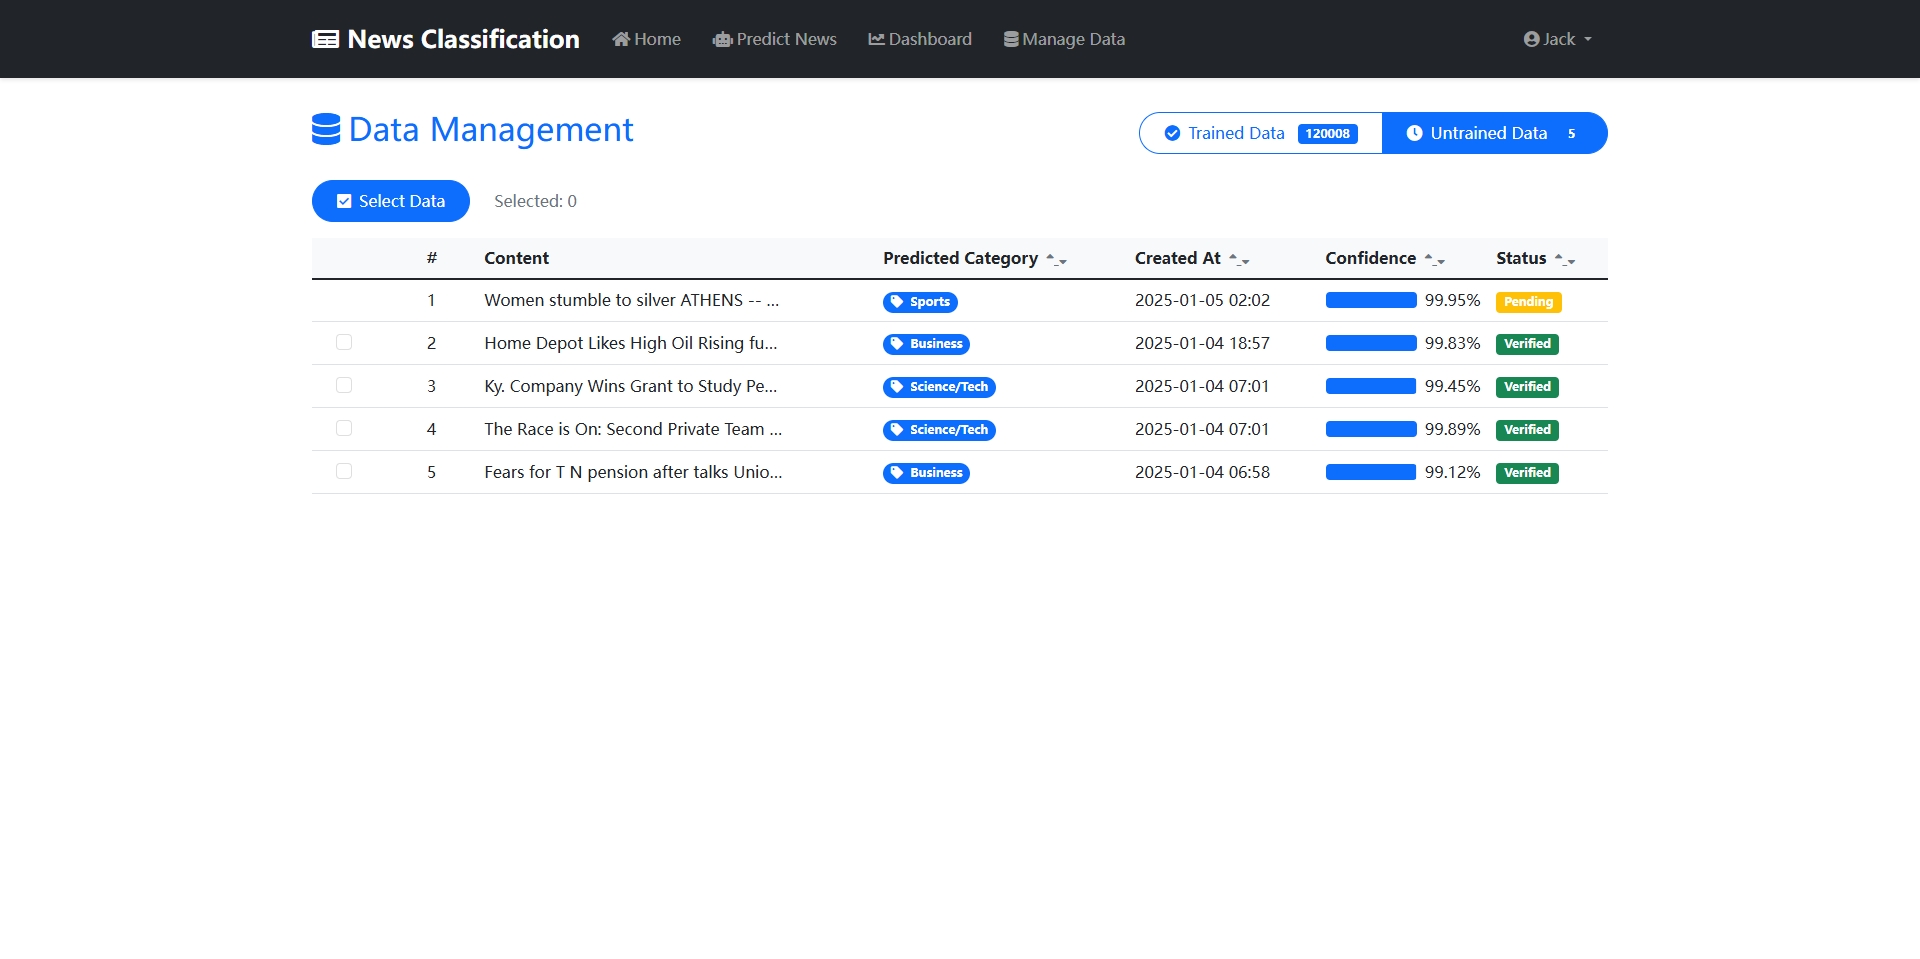 News Classification Home Predict News Dashboard Manage Data Jack
Data Management
Trained Data 120008 Untrained Data 5
Select Data Selected: 0
# Content Predicted Category Created At Confidence Status
1 Women stumble to silver ATHENS -- ... Sports 2025-01-05 02:02 99.95% Pending
2 Home Depot Likes High Oil Rising fu... Business 2025-01-04 18:57 99.83% Verified
3 Ky. Company Wins Grant to Study Pe... Science/Tech 2025-01-04 07:01 99.45% Verified
4 The Race is On: Second Private Team ... Science/Tech 2025-01-04 07:01 99.89% Verified
5 Fears for T N pension after talks Unio... Business 2025-01-04 06:58 99.12% Verified